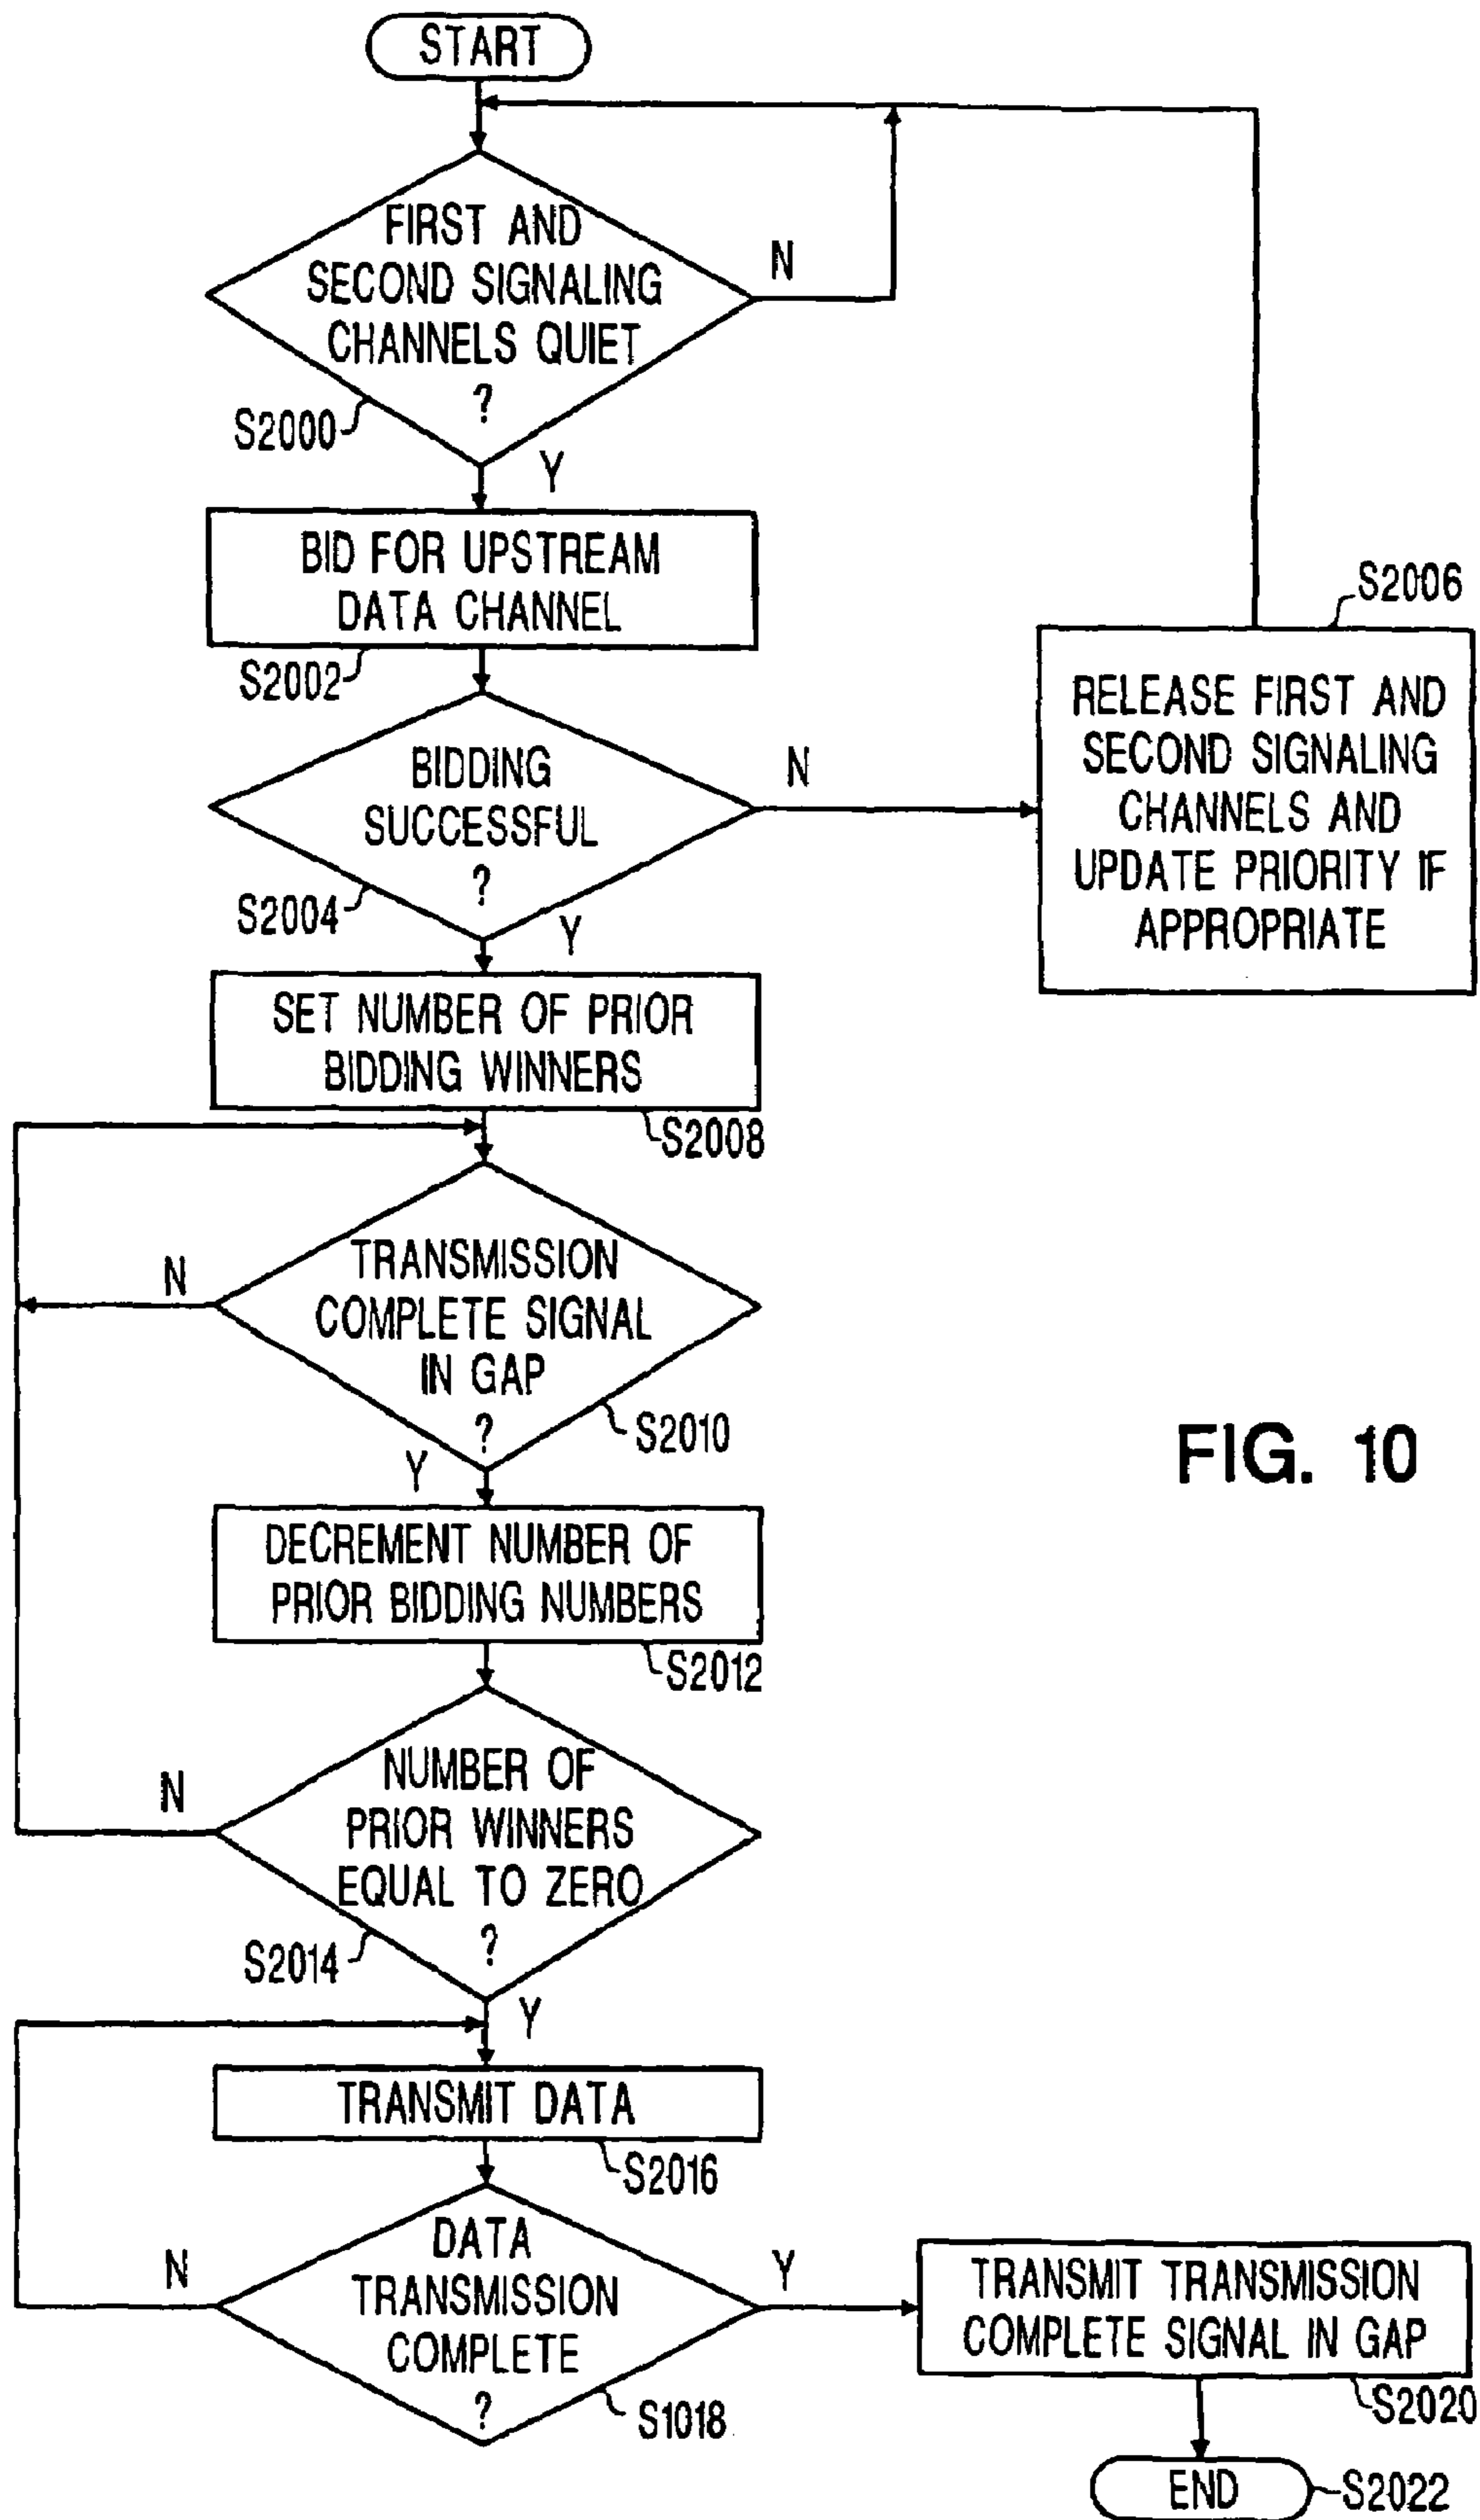 START
FIRST AND
SECOND SIGNALING
CHANNELS QUIET
?
N
S2000
Y
BID FOR UPSTREAM
DATA CHANNEL
S2002
S2006
RELEASE FIRST AND
SECOND SIGNALING
CHANNELS AND
UPDATE PRIORITY IF
APPROPRIATE
BIDDING
SUCCESSFUL
?
N
S2004
Y
SET NUMBER OF PRIOR
BIDDING WINNERS
S2008
N
TRANSMISSION
COMPLETE SIGNAL
IN GAP
?
S2010
Y
FIG. 10
DECREMENT NUMBER OF
PRIOR BIDDING NUMBERS
S2012
N
NUMBER OF
PRIOR WINNERS
EQUAL TO ZERO
?
S2014
Y
TRANSMIT DATA
S2016
N
DATA
TRANSMISSION
COMPLETE
?
Y
S1018
TRANSMIT TRANSMISSION
COMPLETE SIGNAL IN GAP
S2020
END
S2022